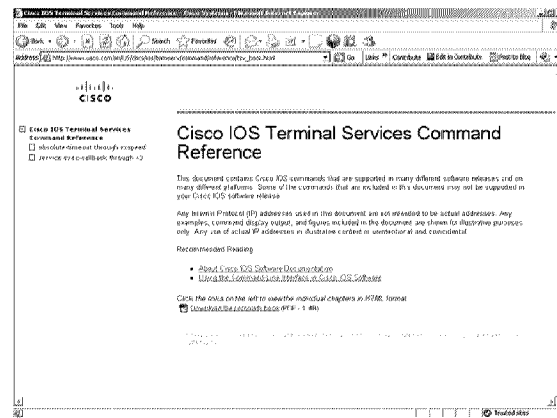 Cisco IOS Terminal Services Command Reference - Cisco Systems
File Edit View Favorites Tools Help
Back Search Favorites
Address Go Links Contribute Edit in Contribute Post to Blog
CISCO
Cisco IOS Terminal Services
Command Reference
absolute-timeout through
through
Cisco IOS Terminal Services Command
Reference
This document contains Cisco IOS commands that are supported in many different software releases and on
many different platforms. Some of the commands that are included in this document may not be supported in
your Cisco IOS software release.
Any Internet Protocol (IP) addresses used in this document are not intended to be actual addresses. Any
examples, command display output, and figures included in the document are shown for illustrative purposes
only. Any use of actual IP addresses in illustrative content is unintentional and coincidental.
Recommended Reading
About Cisco IOS Software Documentation
Using the Command-Line Interface in Cisco IOS Software
Click the links on the left to view the individual chapters in HTML format
Download the complete book (PDF - 1 MB)
Trusted sites